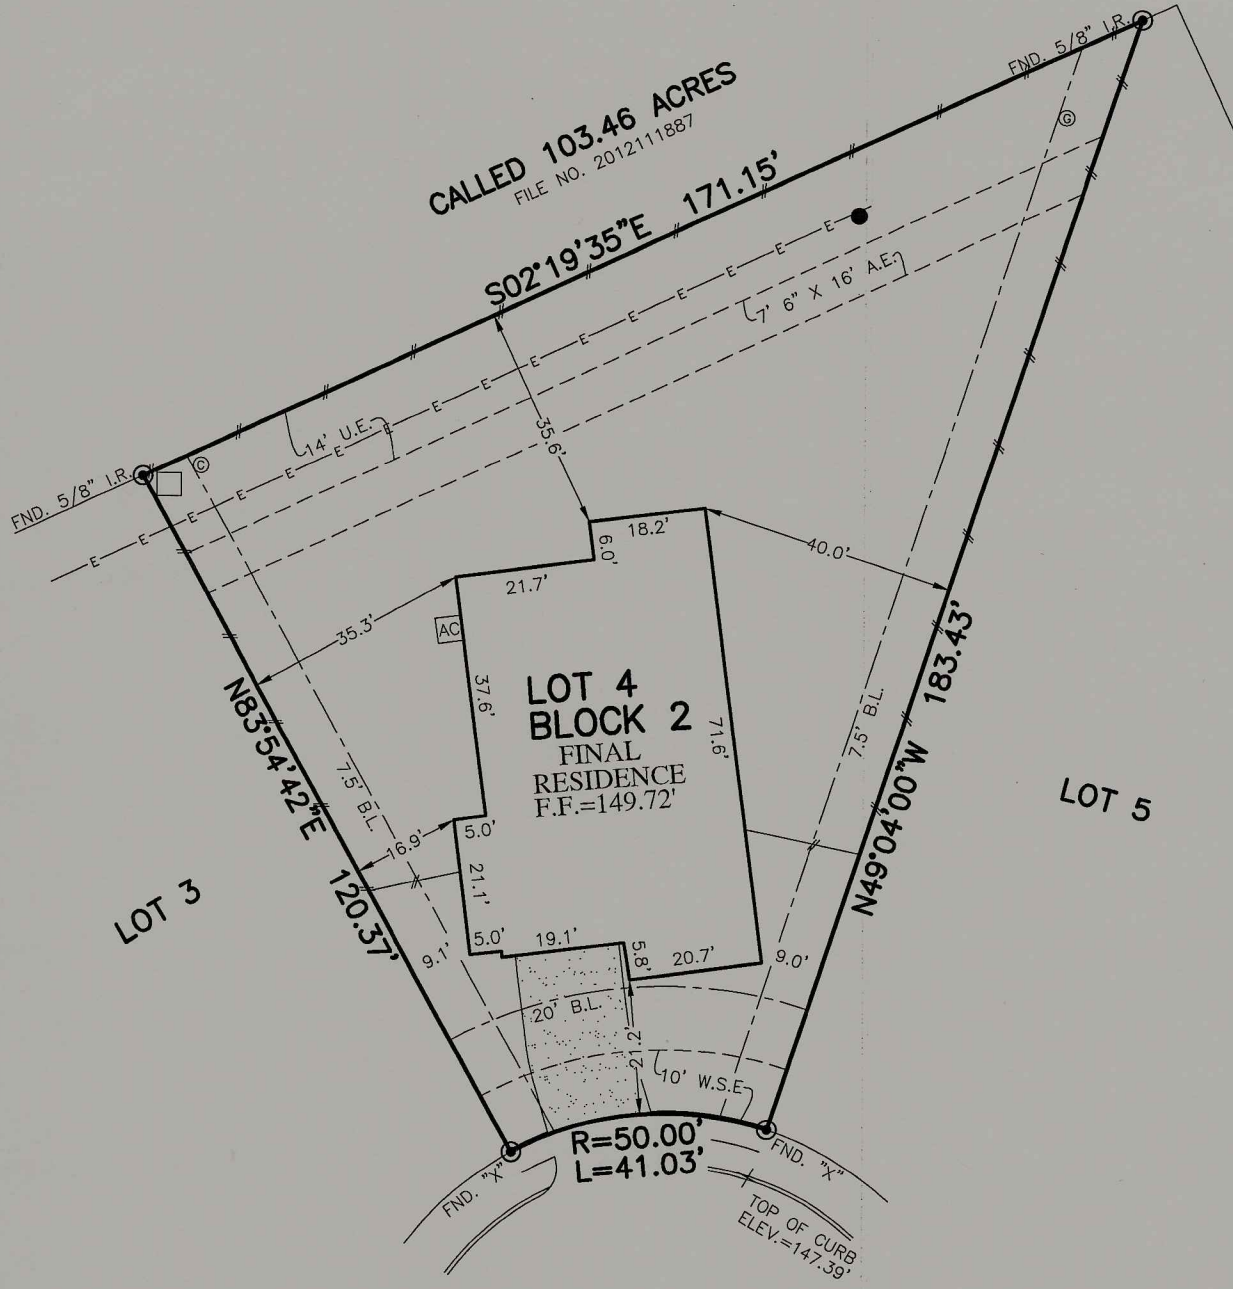 FND. 5/8" I.R.
CALLED 103.46 ACRES
FILE NO. 2012111887
S02°19'35"E 171.15'
G
E E E E E E E E E E E E E E E E E
7' 6" X 16' A.E.
14' U.E.
C
FND. 5/8" I.R.
35.6'
18.2'
6.0'
40.0'
21.7'
35.3'
AC
37.6'
LOT 4
BLOCK 2
FINAL
RESIDENCE
F.F.=149.72'
71.6'
N83°54'42"E 120.37'
7.5' B.L.
7.5' B.L.
N49°04'00"W 183.43'
LOT 5
LOT 3
16.9'
5.0'
21.1'
9.1'
5.0'
19.1'
5.8'
20.7'
9.0'
20' B.L.
21.2'
10' W.S.E
R=50.00'
L=41.03'
FND. "X"
FND. "X"
TOP OF CURB
ELEV.=147.39'